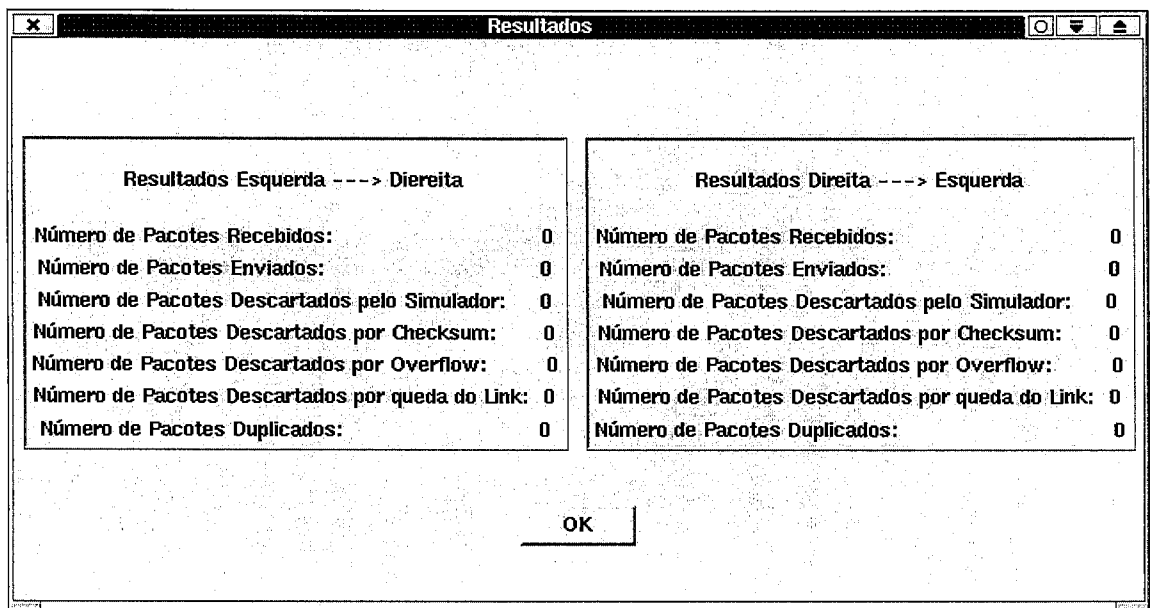 Resultados
Resultados Esquerda ---> Diereita
Número de Pacotes Recebidos: 0
Número de Pacotes Enviados: 0
Número de Pacotes Descartados pelo Simulador: 0
Número de Pacotes Descartados por Checksum: 0
Número de Pacotes Descartados por Overflow: 0
Número de Pacotes Descartados por queda do Link: 0
Número de Pacotes Duplicados: 0
Resultados Direita ---> Esquerda
Número de Pacotes Recebidos: 0
Número de Pacotes Enviados: 0
Número de Pacotes Descartados pelo Simulador: 0
Número de Pacotes Descartados por Checksum: 0
Número de Pacotes Descartados por Overflow: 0
Número de Pacotes Descartados por queda do Link: 0
Número de Pacotes Duplicados: 0
OK